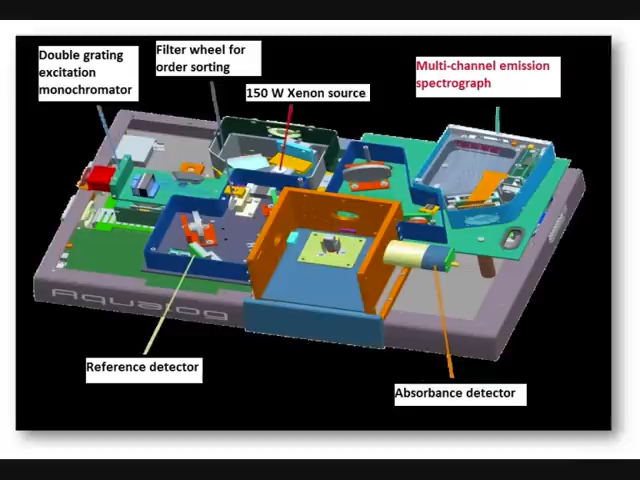 Double grating
excitation
monochromator
Filter wheel for
order sorting
150 W Xenon source
Multi-channel emission
spectrograph
Aqualog
Reference detector
Absorbance detector